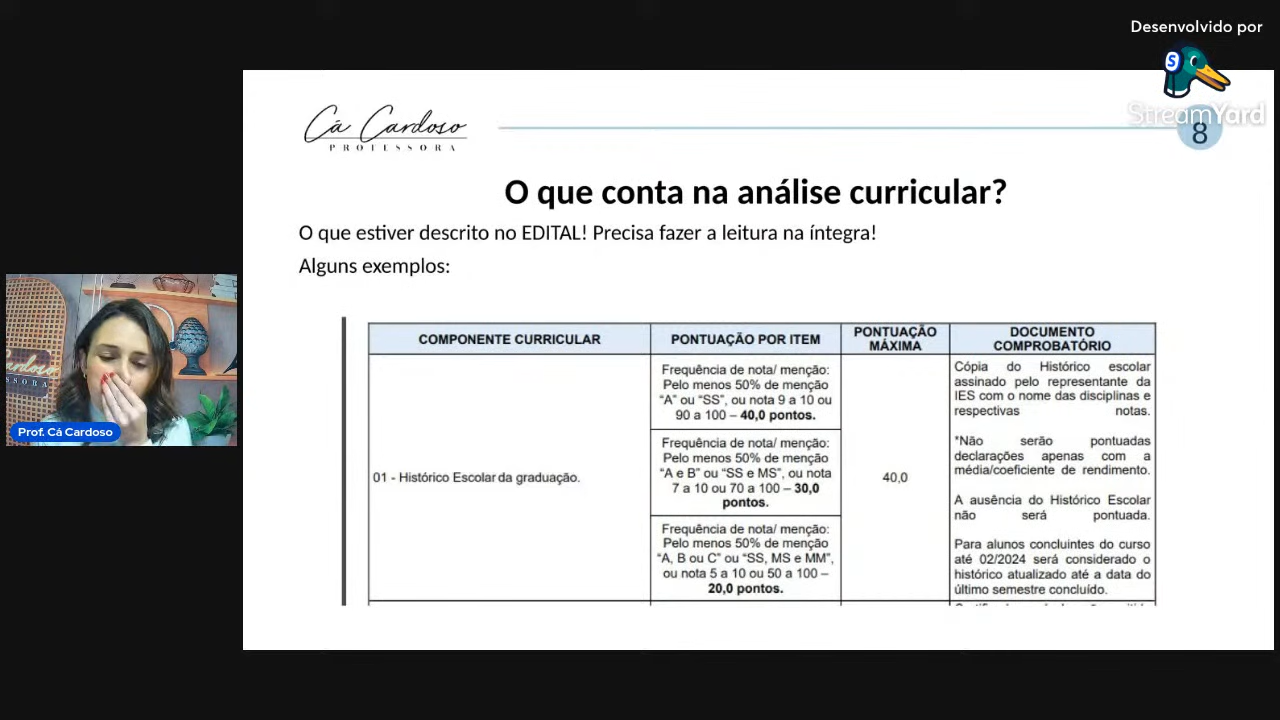 Desenvolvido por
StreamYard
Cá Cardoso
PROFESSORA
8
O que conta na análise curricular?
O que estiver descrito no EDITAL! Precisa fazer a leitura na íntegra!
Alguns exemplos:
COMPONENTE CURRICULAR
PONTUAÇÃO POR ITEM
PONTUAÇÃO
MÁXIMA
DOCUMENTO
COMPROBATÓRIO
01 - Histórico Escolar da graduação.
Frequência de nota/ menção:
Pelo menos 50% de menção
“A” ou “SS”, ou nota 9 a 10 ou
90 a 100 – 40,0 pontos.
Frequência de nota/ menção:
Pelo menos 50% de menção
“A e B” ou “SS e MS”, ou nota
7 a 10 ou 70 a 100 – 30,0
pontos.
Frequência de nota/ menção:
Pelo menos 50% de menção
“A, B ou C” ou “SS, MS e MM”,
ou nota 5 a 10 ou 50 a 100 –
20,0 pontos.
40,0
Cópia do Histórico escolar
assinado pelo representante da
IES com o nome das disciplinas e
respectivas notas.
*Não serão pontuadas
declarações apenas com a
média/coeficiente de rendimento.
A ausência do Histórico Escolar
não será pontuada.
Para alunos concluintes do curso
até 02/2024 será considerado o
histórico atualizado até a data do
último semestre concluído.
Cardoso
SSORA
Prof. Cá Cardoso